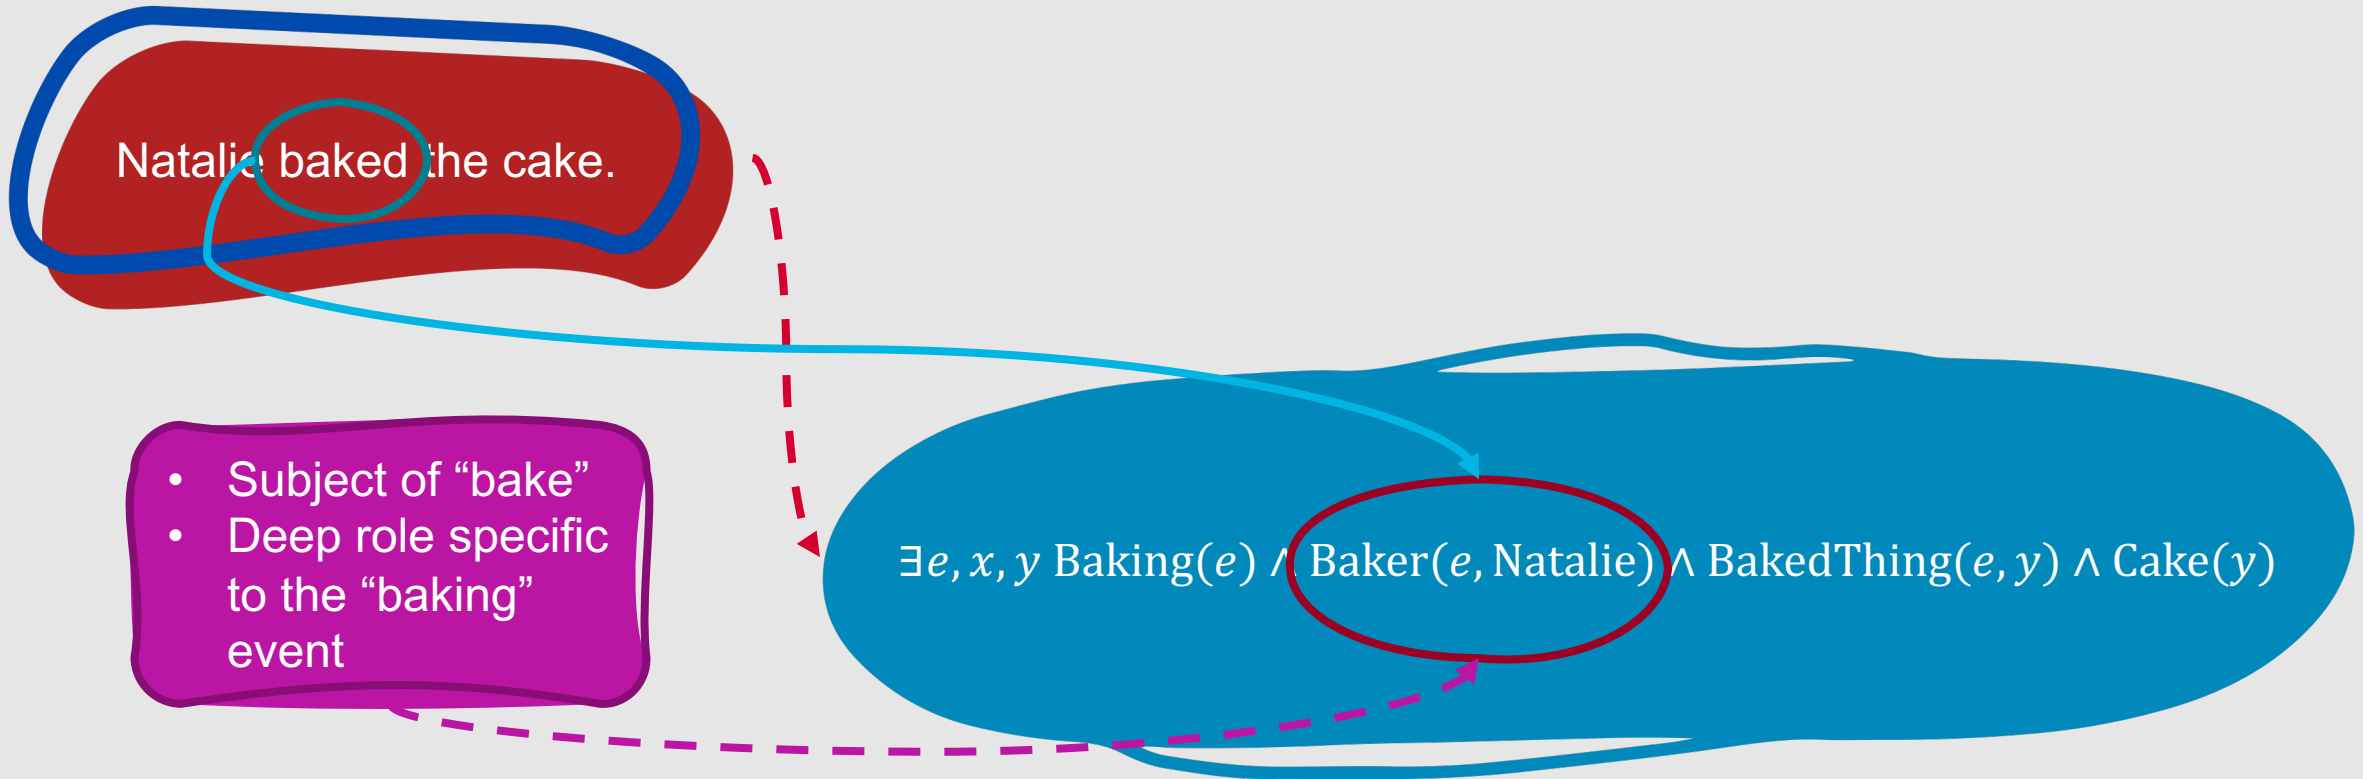 Natalie baked the cake.
• Subject of “bake”
• Deep role specific
to the “baking”
event
∃e, x, y Baking(e) ∧ Baker(e, Natalie) ∧ BakedThing(e, y) ∧ Cake(y)